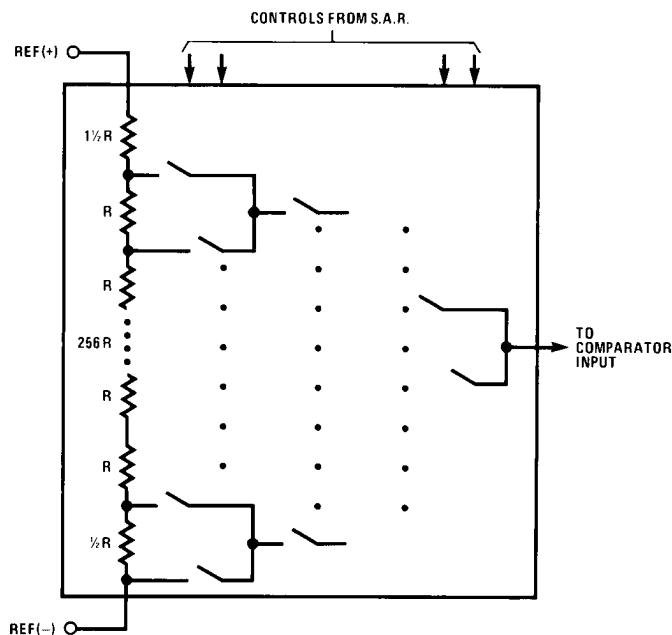 CONTROLS FROM S.A.R.
REF(+)
1½R
R
R
256R
R
R
½R
TO
COMPARATOR
INPUT
REF(−)